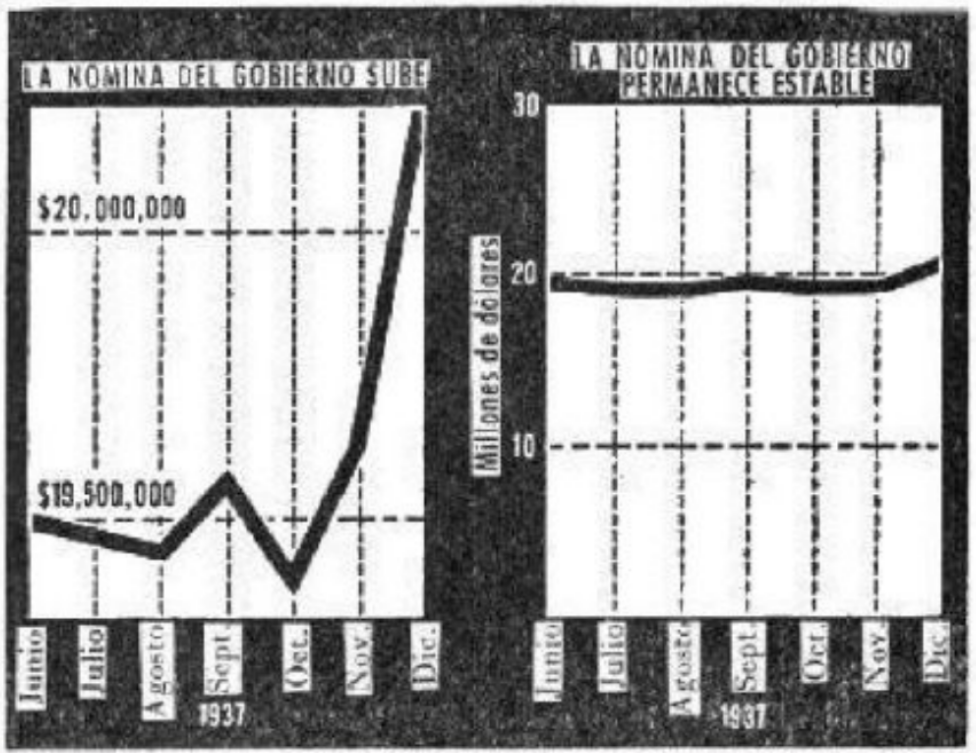 LA NOMINA DEL GOBIERNO SUBE
$20,000,000
$19,500,000
Junio
Julio
Agosto
Sept.
Oct.
Nov.
Dic.
1937
LA NOMINA DEL GOBIERNO
PERMANECE ESTABLE
Millones de dólares
30
20
10
Junio
Julio
Agosto
Sept
Oct.
Nov.
Dic
1937